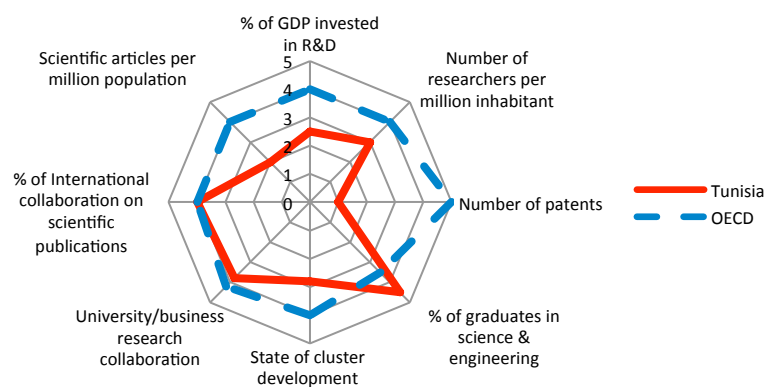 % of GDP invested
in R&D
Scientific articles per
million population
Number of
researchers per
million inhabitant
5
4
3
2
1
0
% of International
collaboration on
scientific
publications
Number of patents
Tunisia
OECD
University/business
research
collaboration
State of cluster
development
% of graduates in
science &
engineering